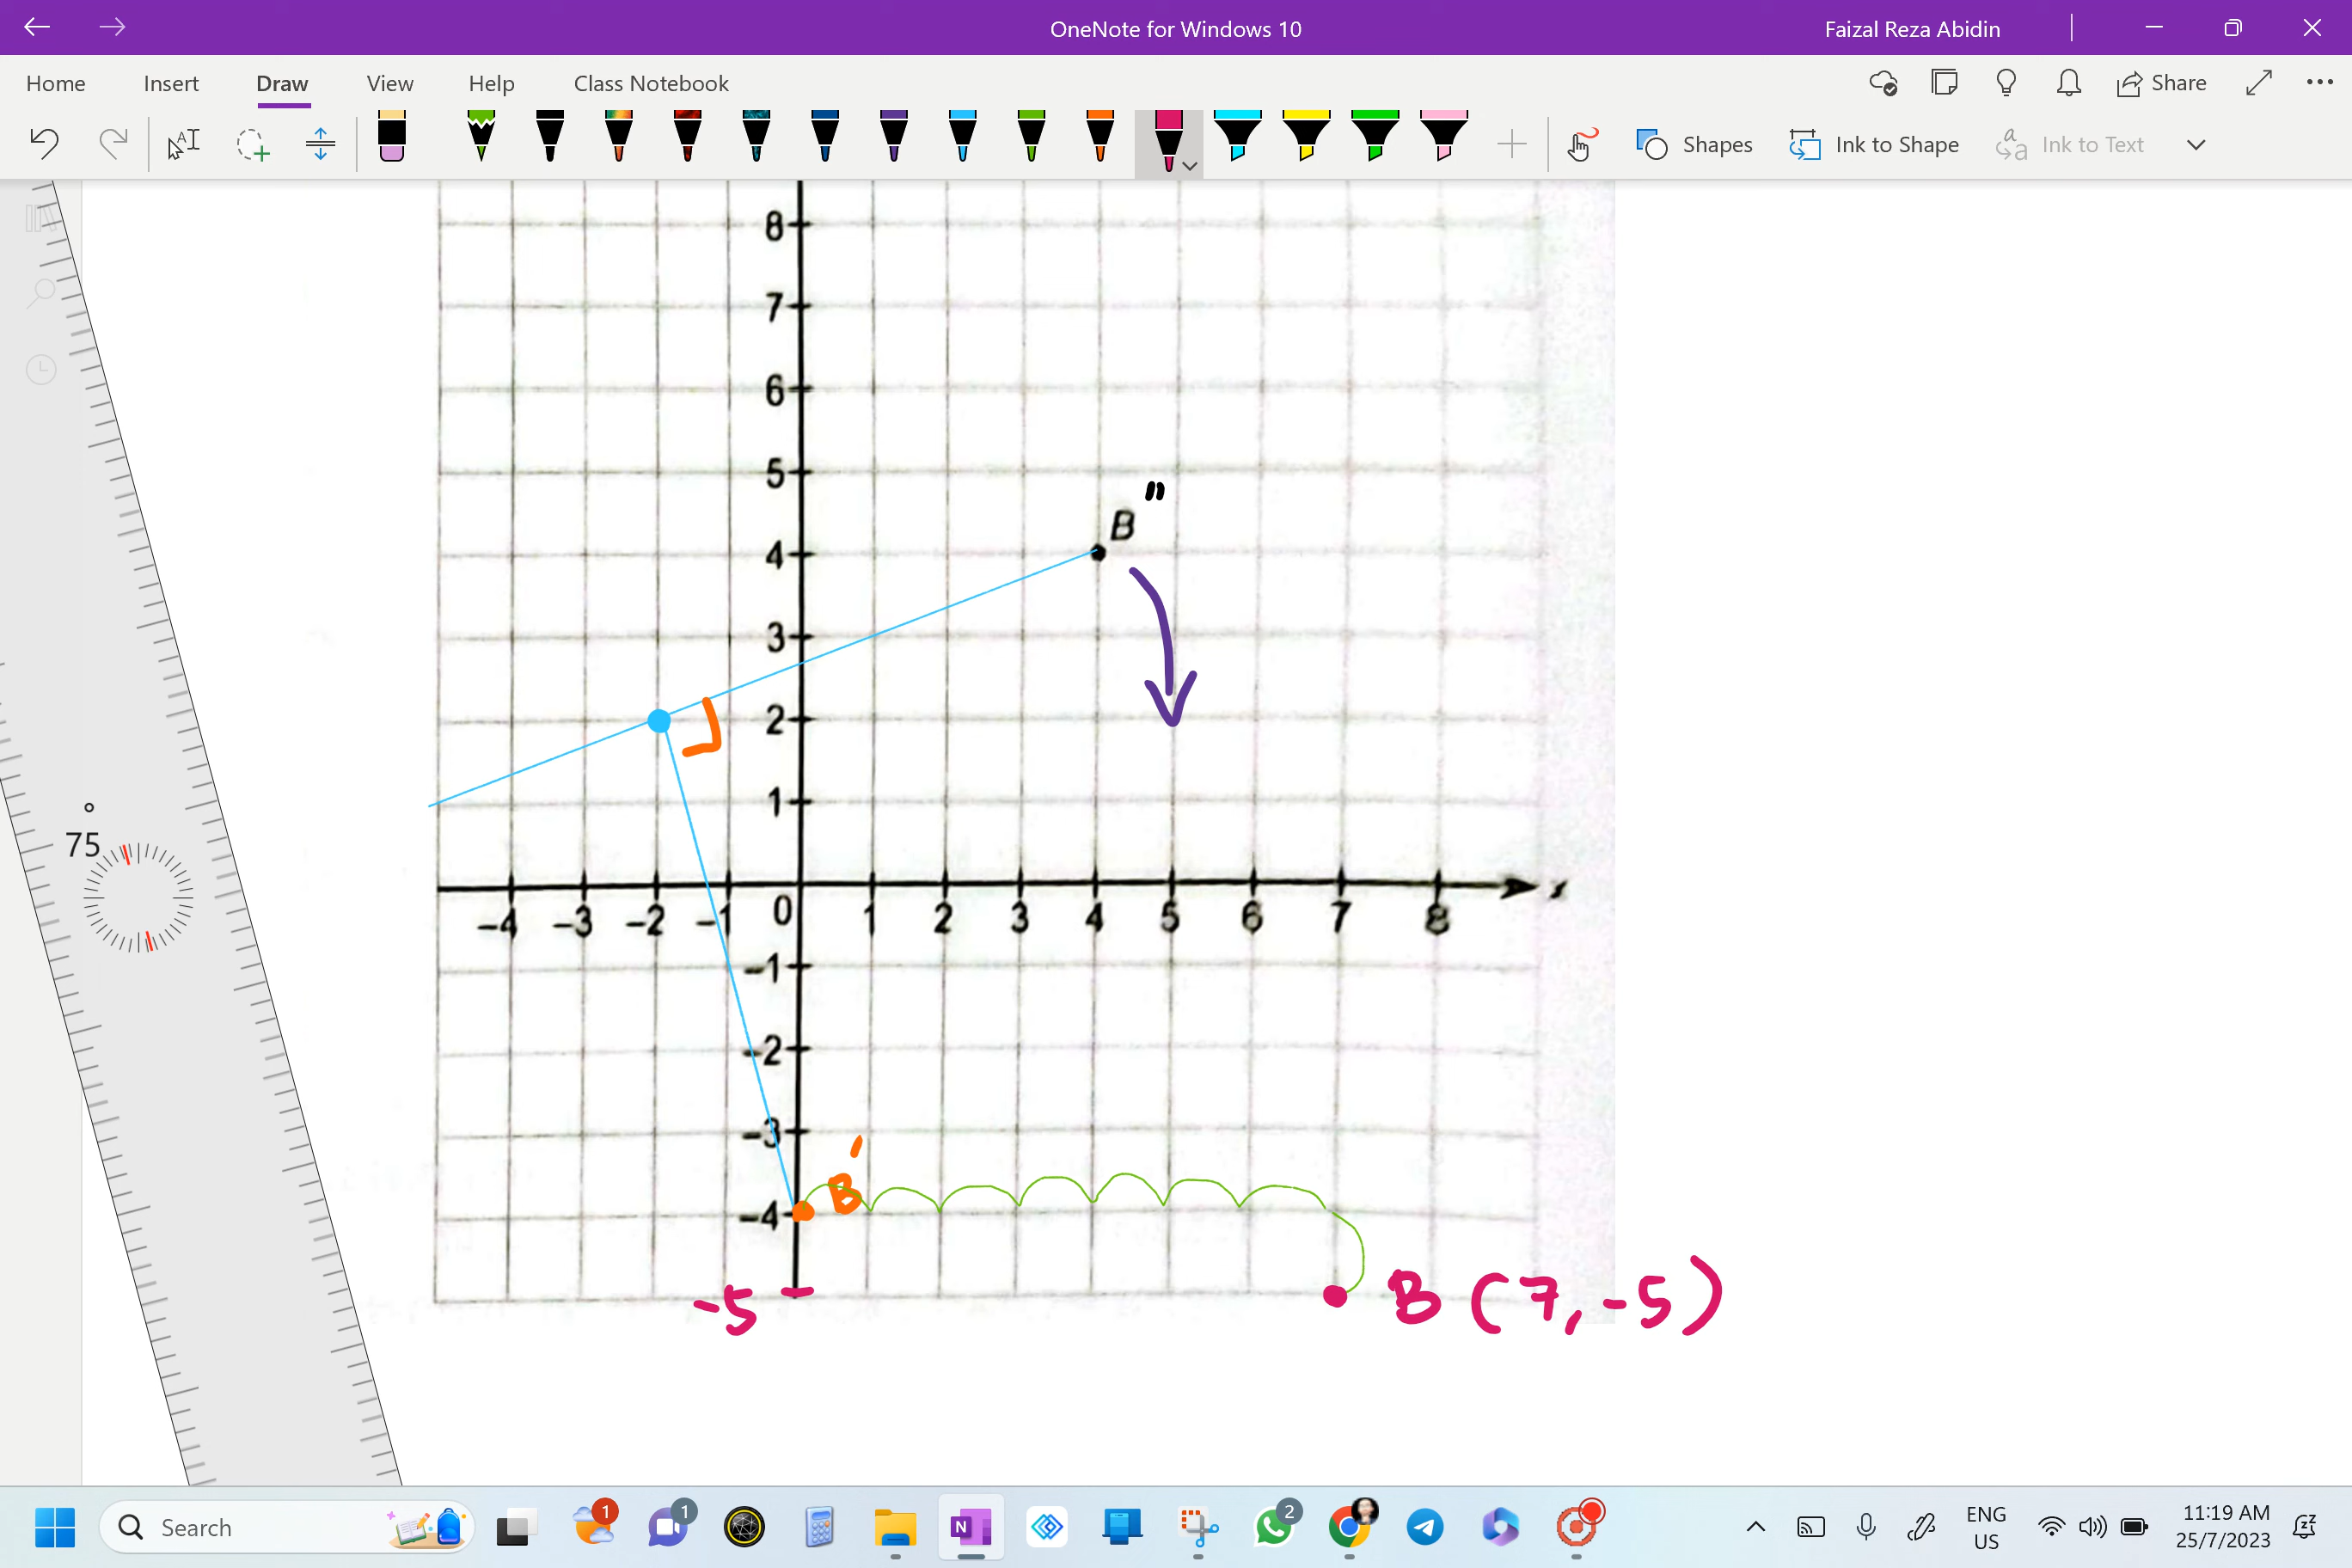 OneNote for Windows 10
Faizal Reza Abidin
Home Insert Draw View Help Class Notebook
Share
Shapes Ink to Shape Ink to Text
8
7
6
5
B"
4
3
2
1
x
-4 -3 -2 -1 0 1 2 3 4 5 6 7 8
75°
-1
-2
-3
B'
-4
-5
B (7, -5)
Search
1
1
N
2
ENG
US
11:19 AM
25/7/2023